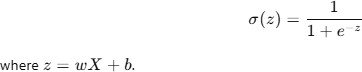 σ(z) = 1 / (1 + e^{-z})
where z = wX + b.